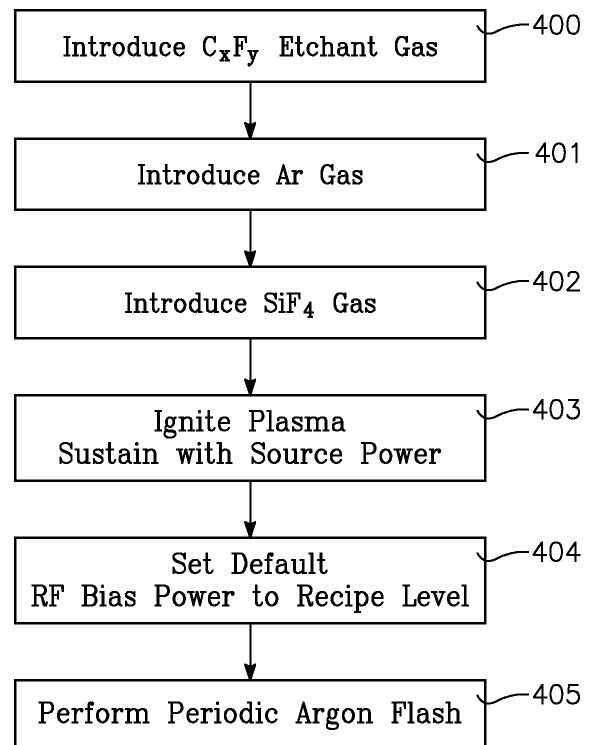 Introduce CxFy Etchant Gas
400
Introduce Ar Gas
401
Introduce SiF4 Gas
402
Ignite Plasma
Sustain with Source Power
403
Set Default
RF Bias Power to Recipe Level
404
Perform Periodic Argon Flash
405